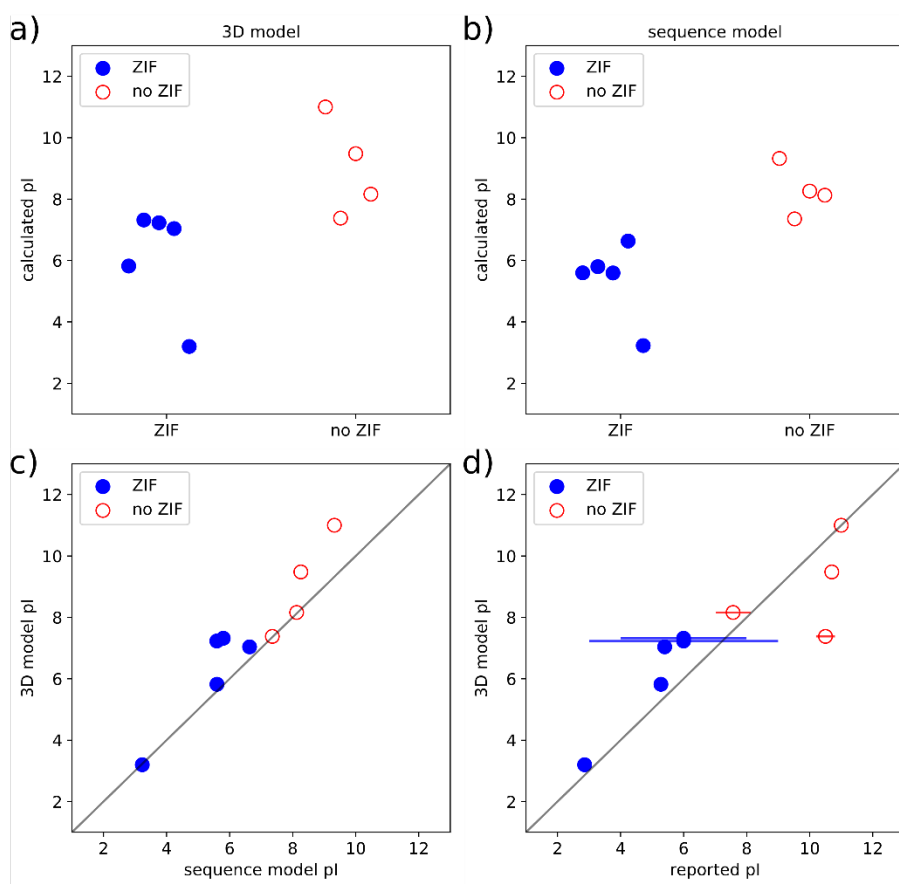 a)
3D model
ZIF
no ZIF
calculated pI
12
10
8
6
4
2
ZIF
no ZIF
b)
sequence model
ZIF
no ZIF
calculated pI
12
10
8
6
4
2
ZIF
no ZIF
c)
ZIF
no ZIF
3D model pI
12
10
8
6
4
2
2
4
6
8
10
12
sequence model pI
d)
ZIF
no ZIF
3D model pI
12
10
8
6
4
2
2
4
6
8
10
12
reported pI